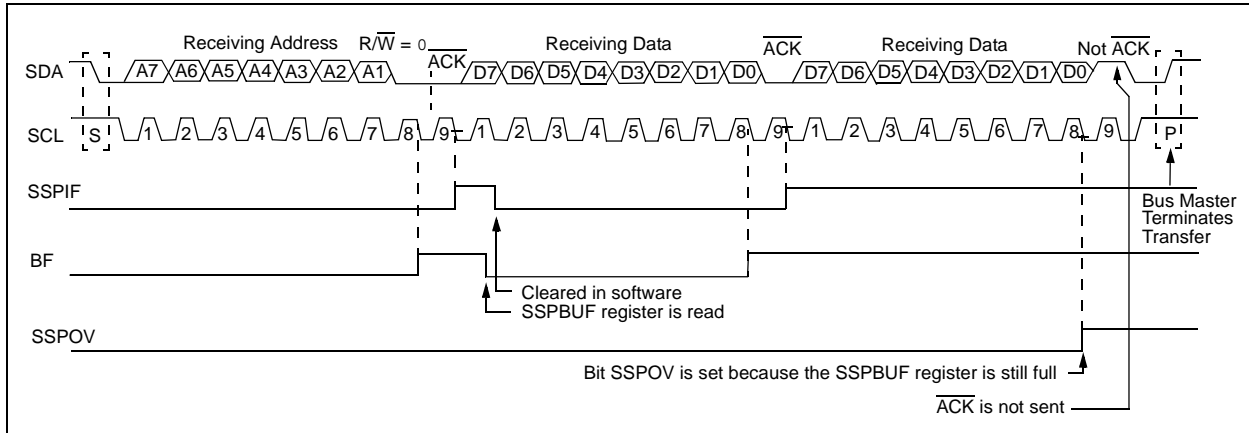 Receiving Address R/W = 0 ACK Receiving Data ACK Receiving Data Not ACK
SDA A7 A6 A5 A4 A3 A2 A1 D7 D6 D5 D4 D3 D2 D1 D0 D7 D6 D5 D4 D3 D2 D1 D0
SCL S 1 2 3 4 5 6 7 8 9 1 2 3 4 5 6 7 8 9 1 2 3 4 5 6 7 8 9 P
SSPIF
Bus Master
Terminates
Transfer
BF
Cleared in software
SSPBUF register is read
SSPOV
Bit SSPOV is set because the SSPBUF register is still full
ACK is not sent